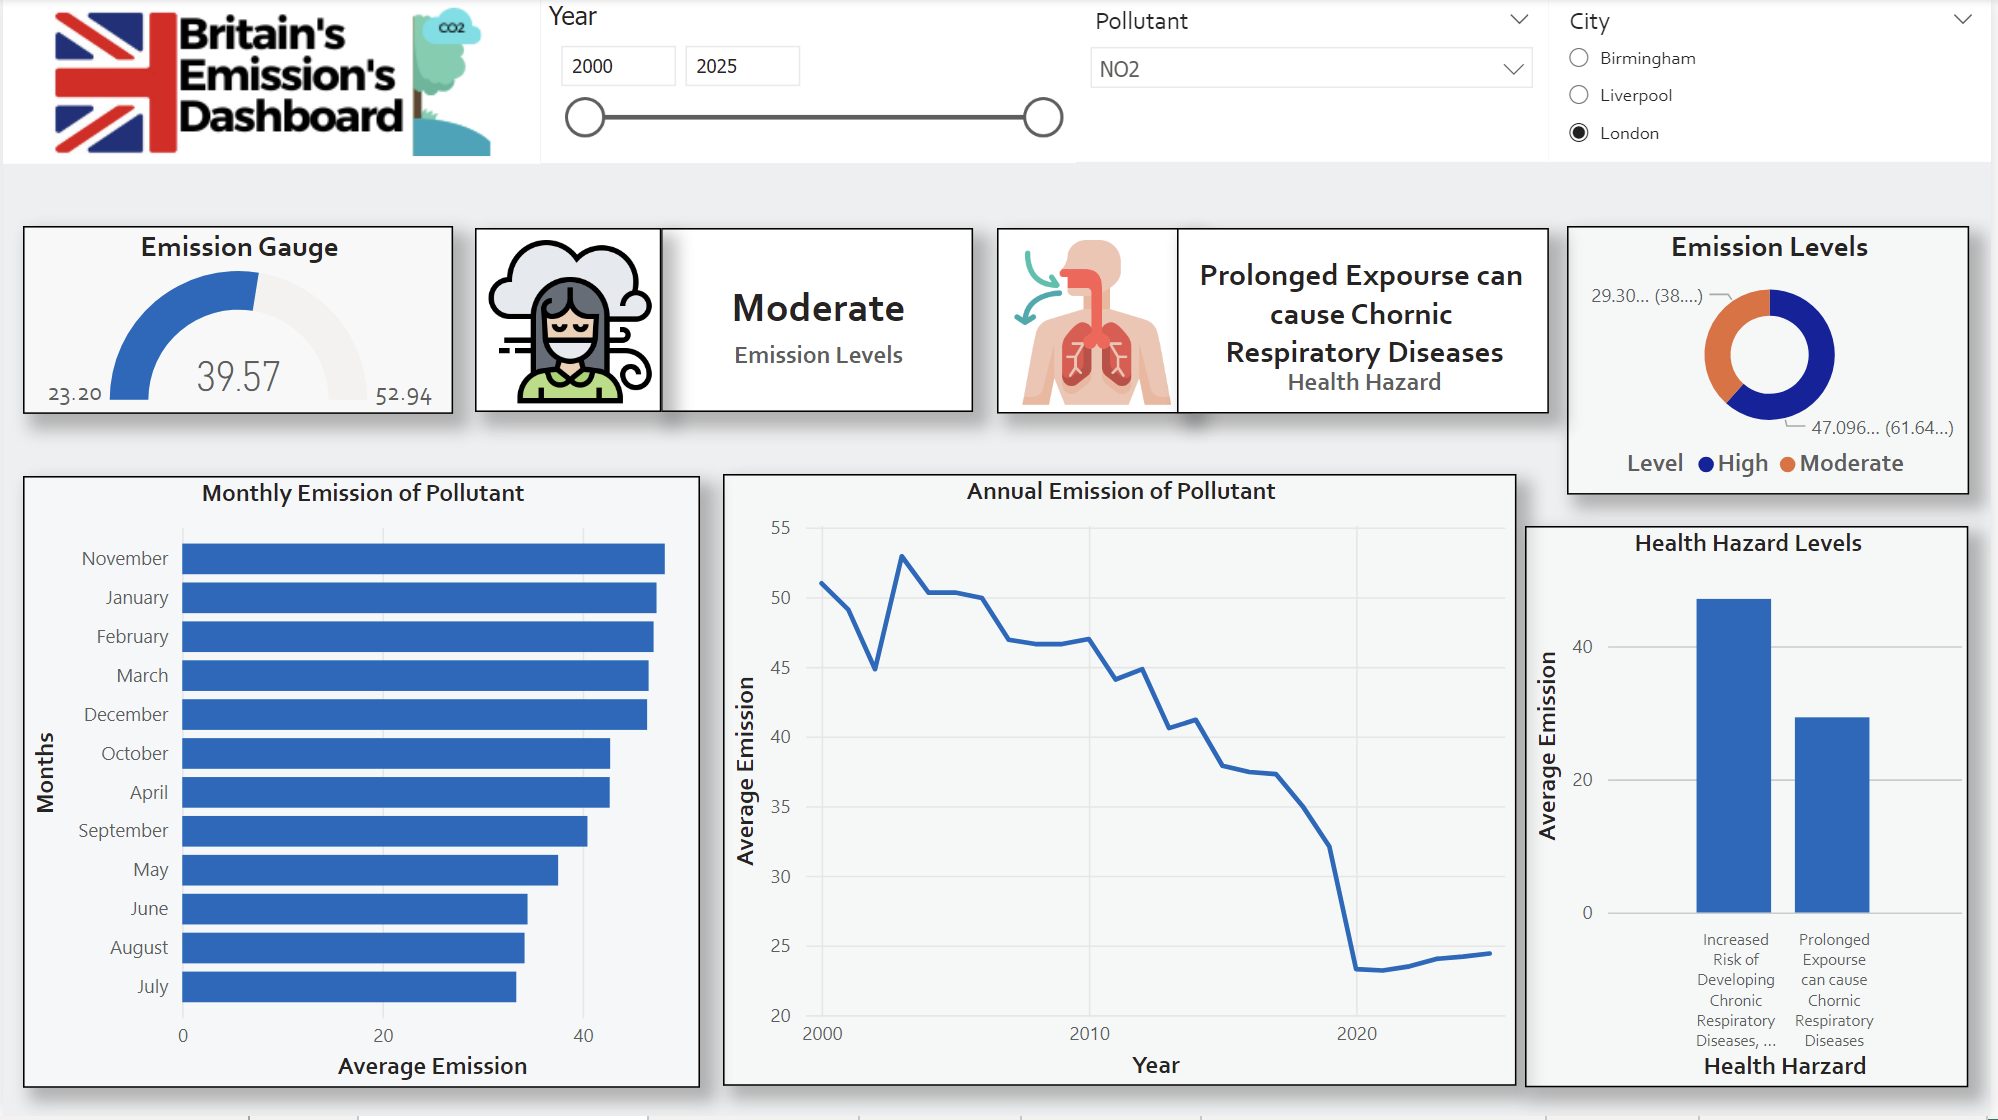 Britain's
Emission's
Dashboard
CO2
Year
2000 2025
Pollutant
NO2
City
Birmingham
Liverpool
London
Emission Gauge
39.57
23.20 52.94
Moderate
Emission Levels
Prolonged Expourse can
cause Chornic
Respiratory Diseases
Health Hazard
Emission Levels
29.30... (38....)
47.096... (61.64...)
Level High Moderate
Monthly Emission of Pollutant
Months
November
January
February
March
December
October
April
September
May
June
August
July
0 20 40
Average Emission
Annual Emission of Pollutant
Average Emission
55
50
45
40
35
30
25
20
2000 2010 2020
Year
Health Hazard Levels
Average Emission
40
20
0
Increased
Risk of
Developing
Chronic
Respiratory
Diseases, ...
Prolonged
Expourse
can cause
Chornic
Respiratory
Diseases
Health Harzard